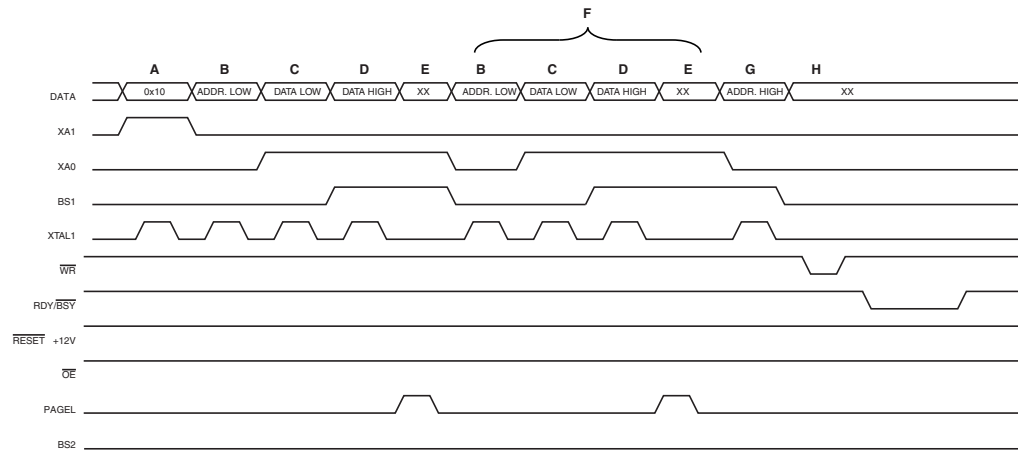 F
A B C D E B C D E G H
DATA 0x10 ADDR. LOW DATA LOW DATA HIGH XX ADDR. LOW DATA LOW DATA HIGH XX ADDR. HIGH XX
XA1
XA0
BS1
XTAL1
WR
RDY/BSY
RESET +12V
OE
PAGEL
BS2